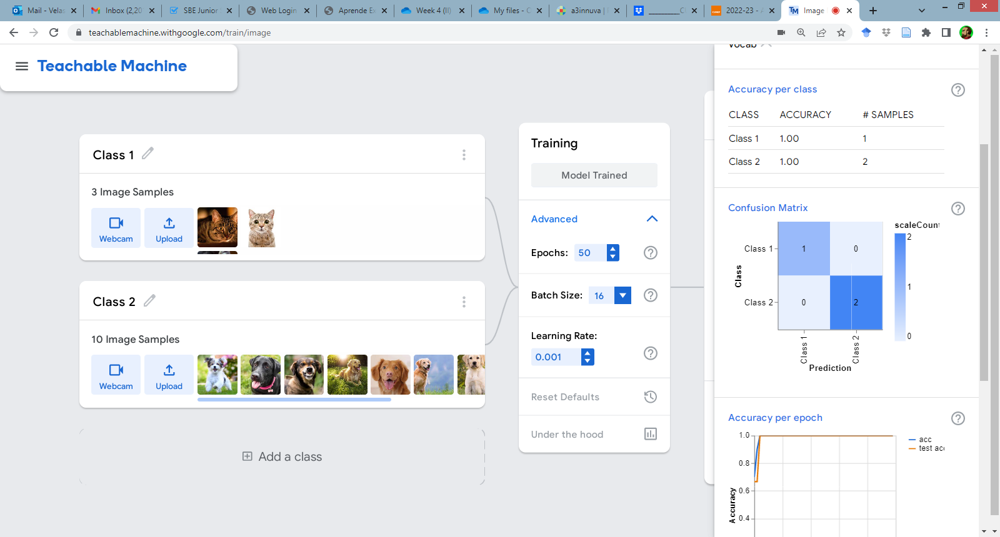 Mail - Velas
Inbox (2,20
SBE Junior
Web Login
Aprende Ex
Week 4 (II)
My files - O
a3innuva |
2022-23 - A
Image
teachablemachine.withgoogle.com/train/image
Teachable Machine
Class 1
3 Image Samples
Webcam
Upload
Class 2
10 Image Samples
Webcam
Upload
Add a class
Training
Model Trained
Advanced
Epochs: 50
Batch Size: 16
Learning Rate:
0.001
Reset Defaults
Under the hood
Vocab
Accuracy per class
CLASS ACCURACY # SAMPLES
Class 1 1.00 1
Class 2 1.00 2
Confusion Matrix
scaleCount
2
1
0
Class
Class 1
1 0
Class 2
0 2
Class 1
Class 2
Prediction
Accuracy per epoch
acc
test acc
Accuracy
1.0
0.8
0.6
0.4